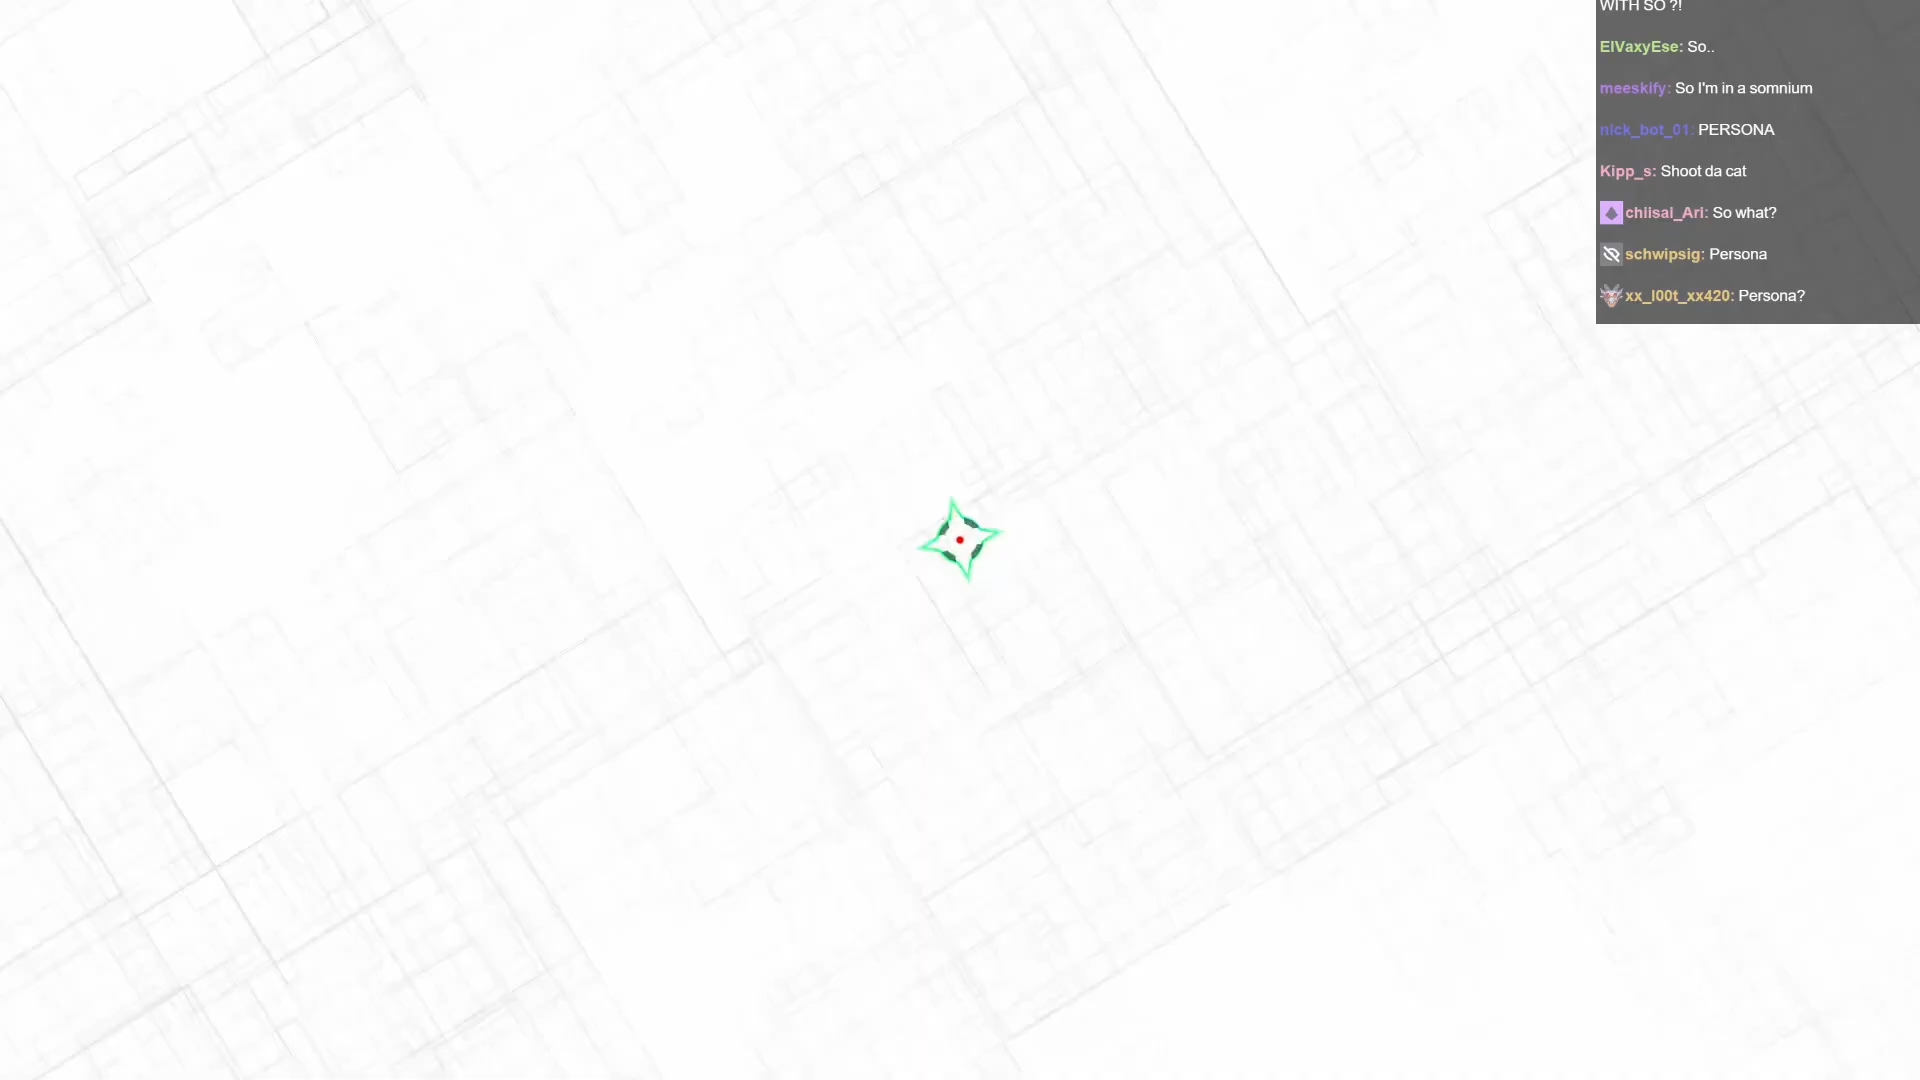 WITH SO ?!
ElVaxyEse: So..
meeskify: So I'm in a somnium
nick_bot_01: PERSONA
Kipp_s: Shoot da cat
chiisai_Ari: So what?
schwipsig: Persona
xx_l00t_xx420: Persona?